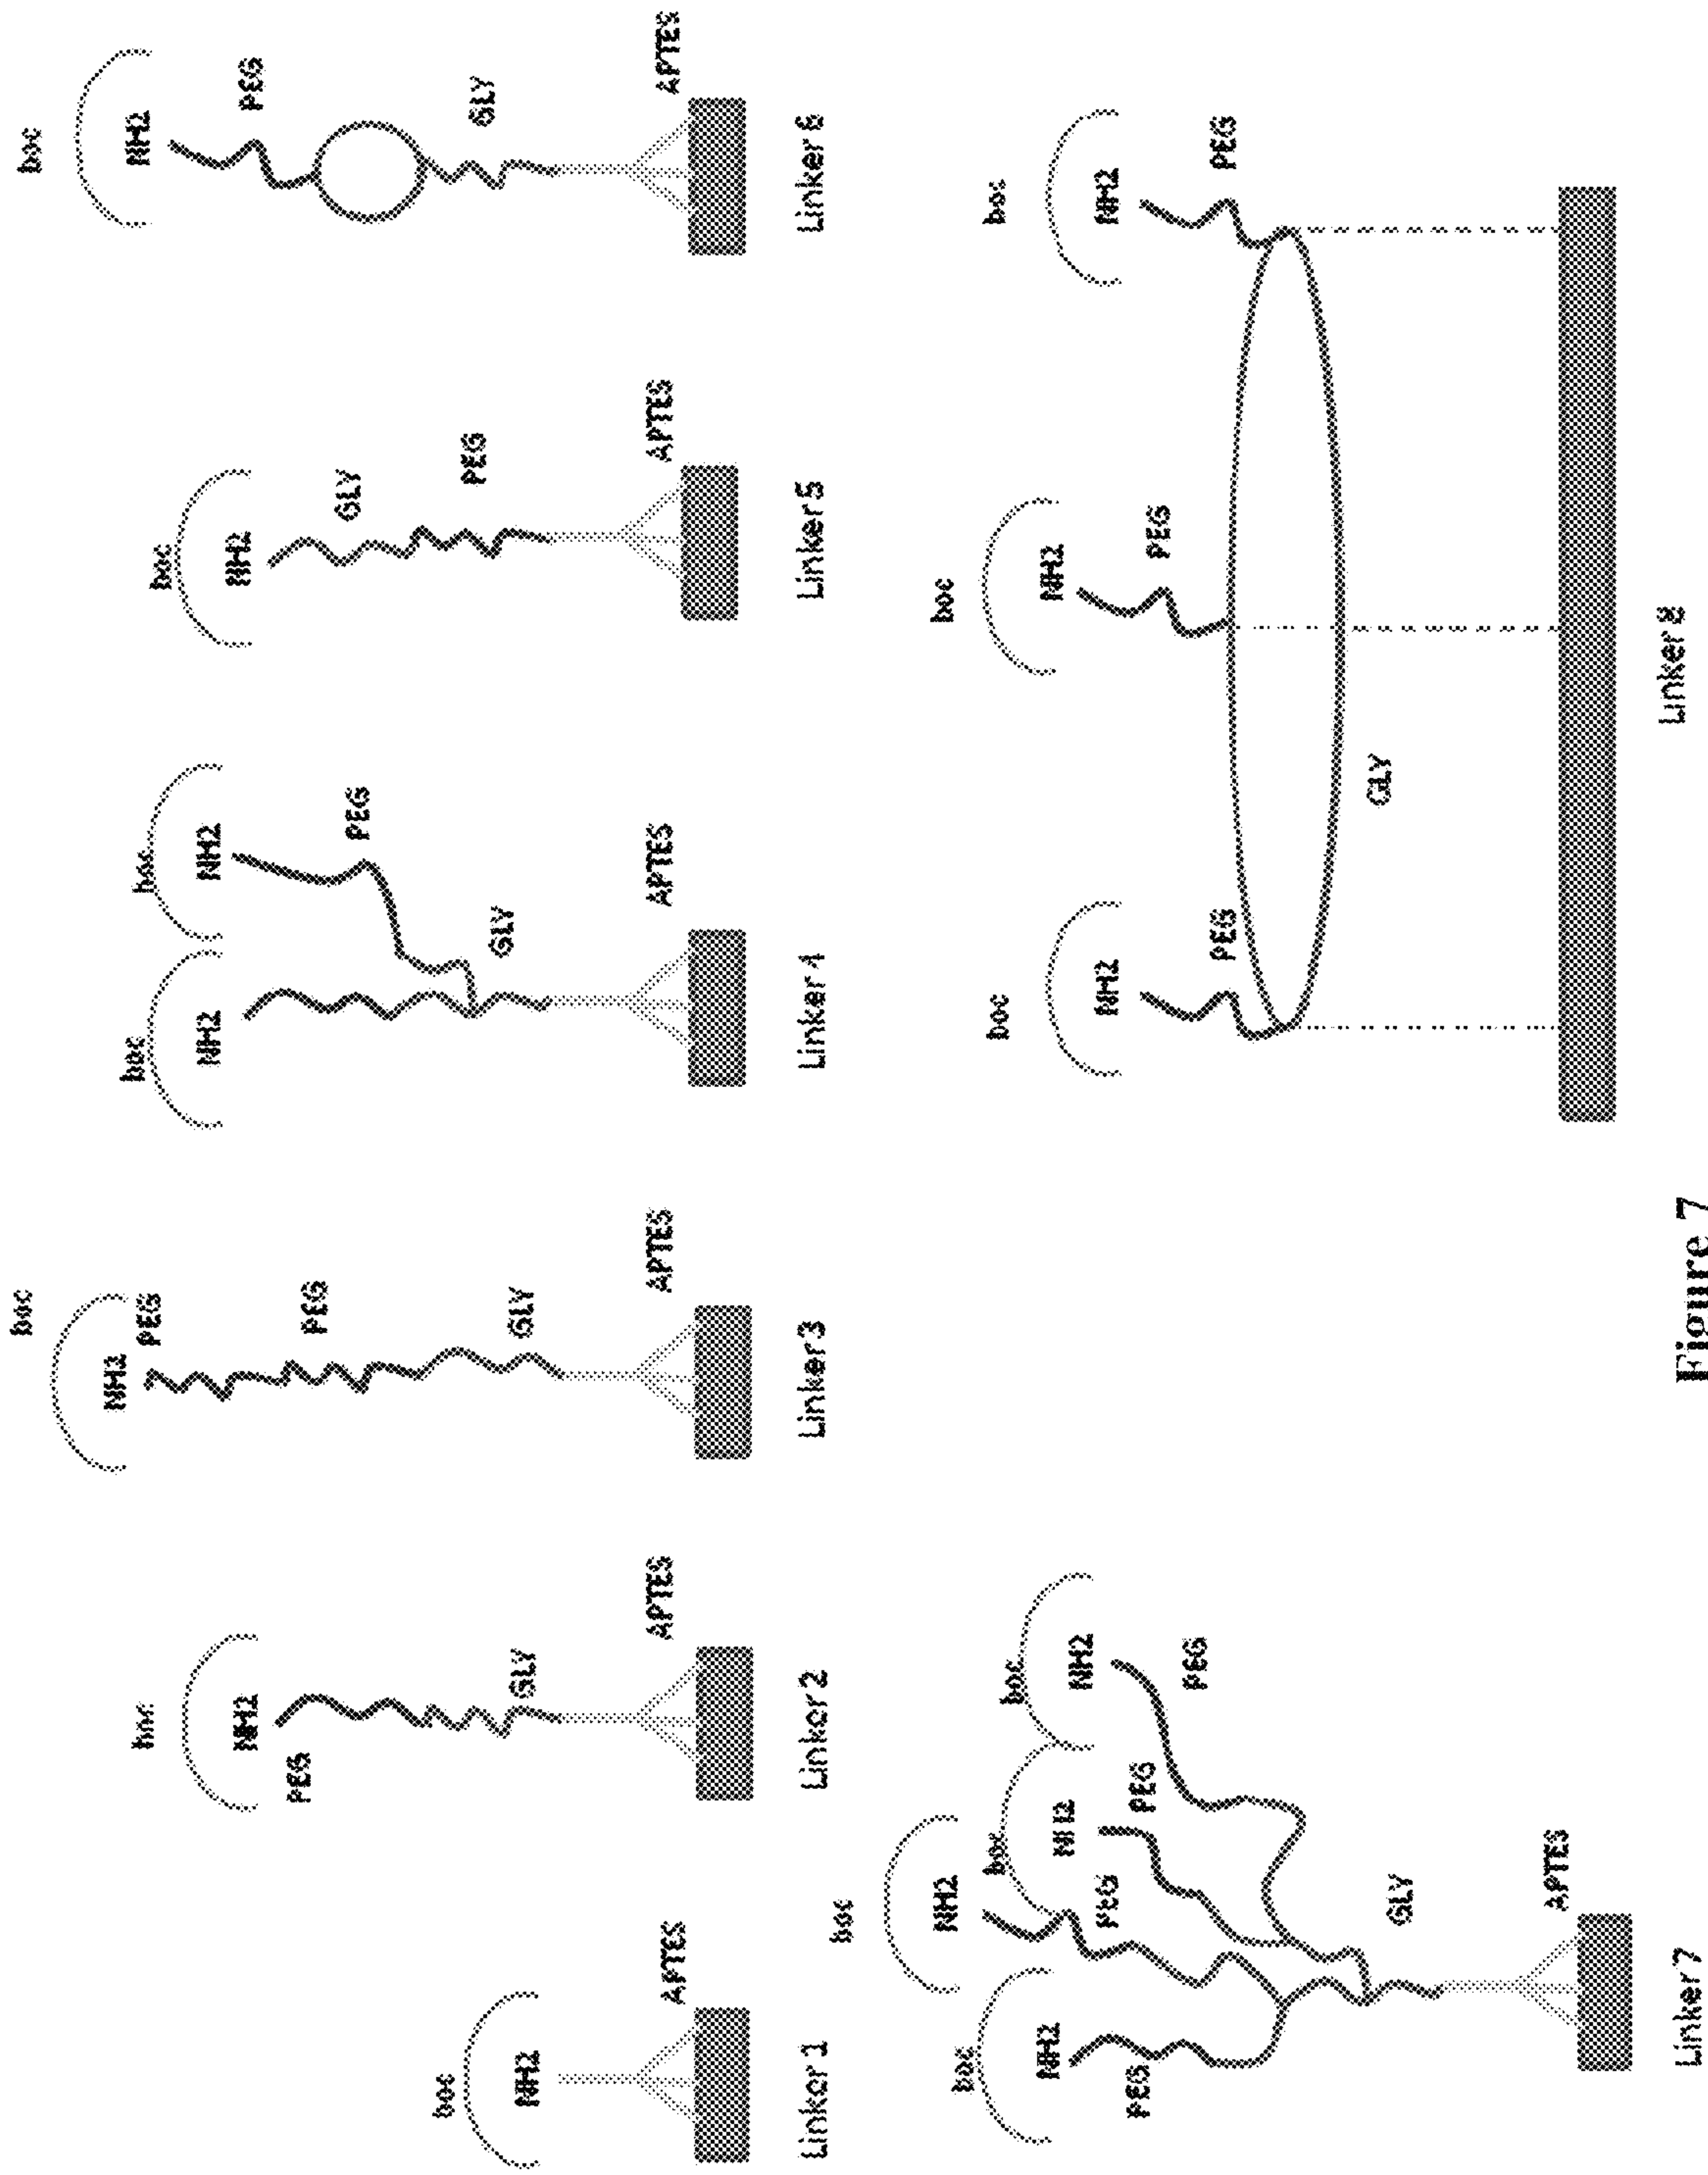 boc
NH2
APTES
Linker 1
boc
NH2
PEG
GLY
APTES
Linker 2
boc
NH2
PEG
PEG
GLY
APTES
Linker 3
boc
boc
NH2
NH2
PEG
GLY
APTES
Linker 4
boc
NH2
GLY
PEG
APTES
Linker 5
boc
NH2
PEG
GLY
APTES
Linker 6
boc
boc
boc
boc
NH2
NH2
NH2
NH2
PEG
PEG
PEG
PEG
GLY
APTES
Linker 7
boc
boc
boc
NH2
NH2
NH2
PEG
PEG
PEG
GLY
Linker 8
Figure 7